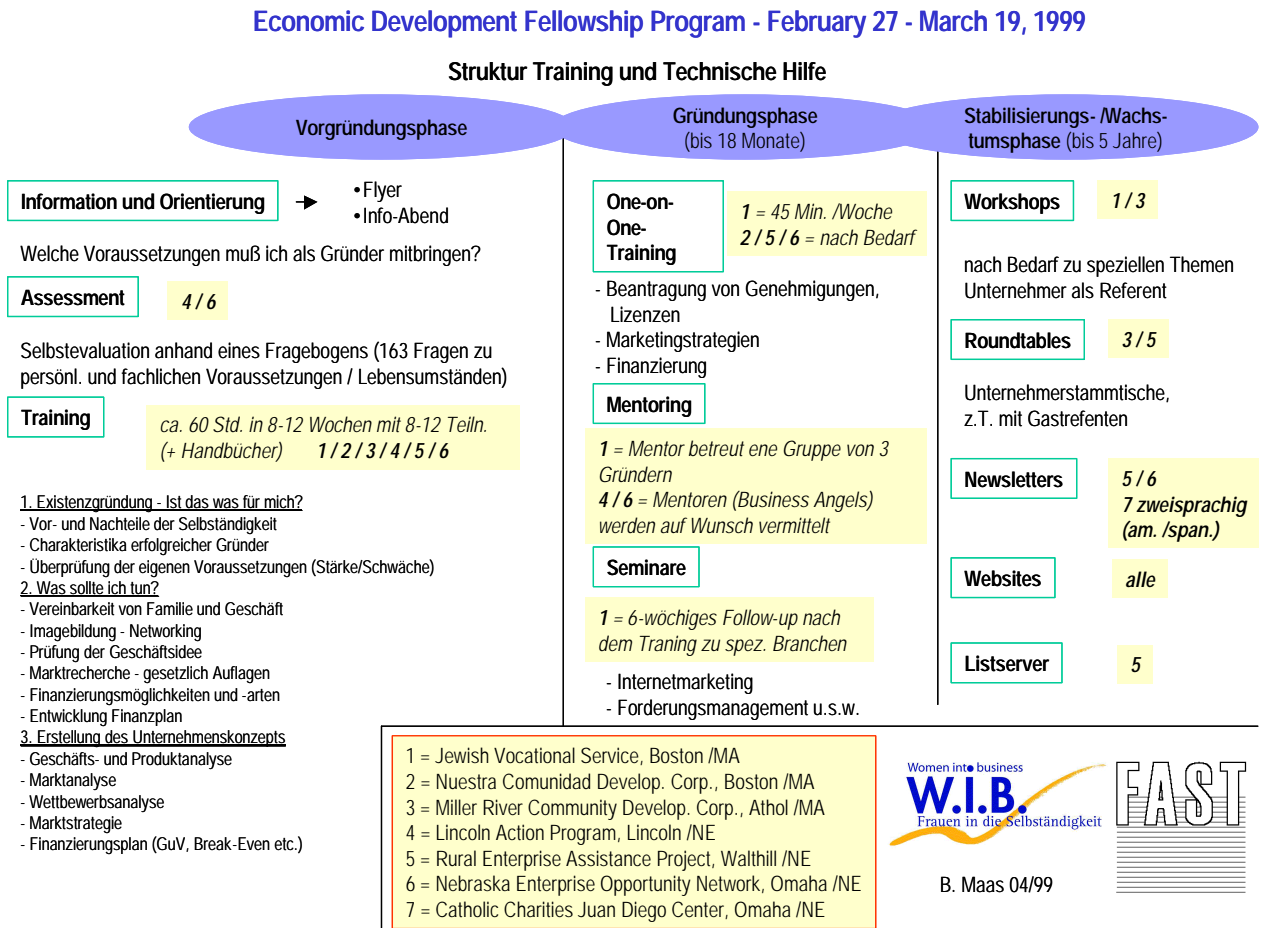 Economic Development Fellowship Program - February 27 - March 19, 1999
Struktur Training und Technische Hilfe
Vorgründungsphase
Information und Orientierung
•Flyer
•Info-Abend
Welche Voraussetzungen muß ich als Gründer mitbringen?
Assessment
4 / 6
Selbstevaluation anhand eines Fragebogens (163 Fragen zu
persönl. und fachlichen Voraussetzungen / Lebensumständen)
Training
ca. 60 Std. in 8-12 Wochen mit 8-12 Teiln.
(+ Handbücher) 1 / 2 / 3 / 4 / 5 / 6
1. Existenzgründung - Ist das was für mich?
- Vor- und Nachteile der Selbständigkeit
- Charakteristika erfolgreicher Gründer
- Überprüfung der eigenen Voraussetzungen (Stärke/Schwäche)
2. Was sollte ich tun?
- Vereinbarkeit von Familie und Geschäft
- Imagebildung - Networking
- Prüfung der Geschäftsidee
- Marktrecherche - gesetzlich Auflagen
- Finanzierungsmöglichkeiten und -arten
- Entwicklung Finanzplan
3. Erstellung des Unternehmenskonzepts
- Geschäfts- und Produktanalyse
- Marktanalyse
- Wettbewerbsanalyse
- Marktstrategie
- Finanzierungsplan (GuV, Break-Even etc.)
Gründungsphase
(bis 18 Monate)
One-on-
One-
Training
1 = 45 Min. /Woche
2 / 5 / 6 = nach Bedarf
- Beantragung von Genehmigungen,
Lizenzen
- Marketingstrategien
- Finanzierung
Mentoring
1 = Mentor betreut ene Gruppe von 3
Gründern
4 / 6 = Mentoren (Business Angels)
werden auf Wunsch vermittelt
Seminare
1 = 6-wöchiges Follow-up nach
dem Traning zu spez. Branchen
- Internetmarketing
- Forderungsmanagement u.s.w.
Stabilisierungs- /Wachs-
tumsphase (bis 5 Jahre)
Workshops
1 / 3
nach Bedarf zu speziellen Themen
Unternehmer als Referent
Roundtables
3 / 5
Unternehmerstammtische,
z.T. mit Gastrefenten
Newsletters
5 / 6
7 zweisprachig
(am. /span.)
Websites
alle
Listserver
5
1 = Jewish Vocational Service, Boston /MA
2 = Nuestra Comunidad Develop. Corp., Boston /MA
3 = Miller River Community Develop. Corp., Athol /MA
4 = Lincoln Action Program, Lincoln /NE
5 = Rural Enterprise Assistance Project, Walthill /NE
6 = Nebraska Enterprise Opportunity Network, Omaha /NE
7 = Catholic Charities Juan Diego Center, Omaha /NE
Women into business
W.I.B.
Frauen in die Selbständigkeit
FAST
B. Maas 04/99